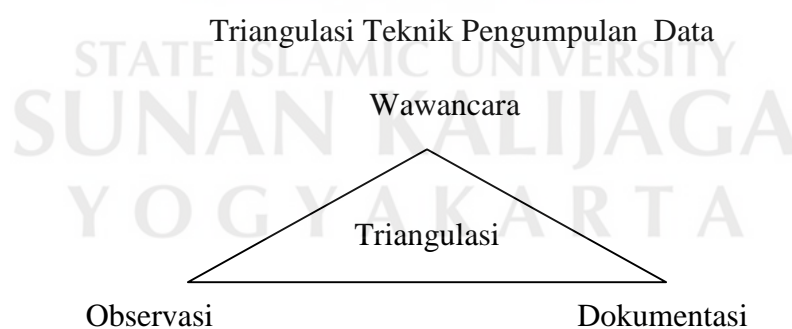 Triangulasi Teknik Pengumpulan Data
STATE ISLAMIC UNIVERSITY
Wawancara
SUNAN KALIJAGA
YOGYAKARTA
Triangulasi
Observasi Dokumentasi